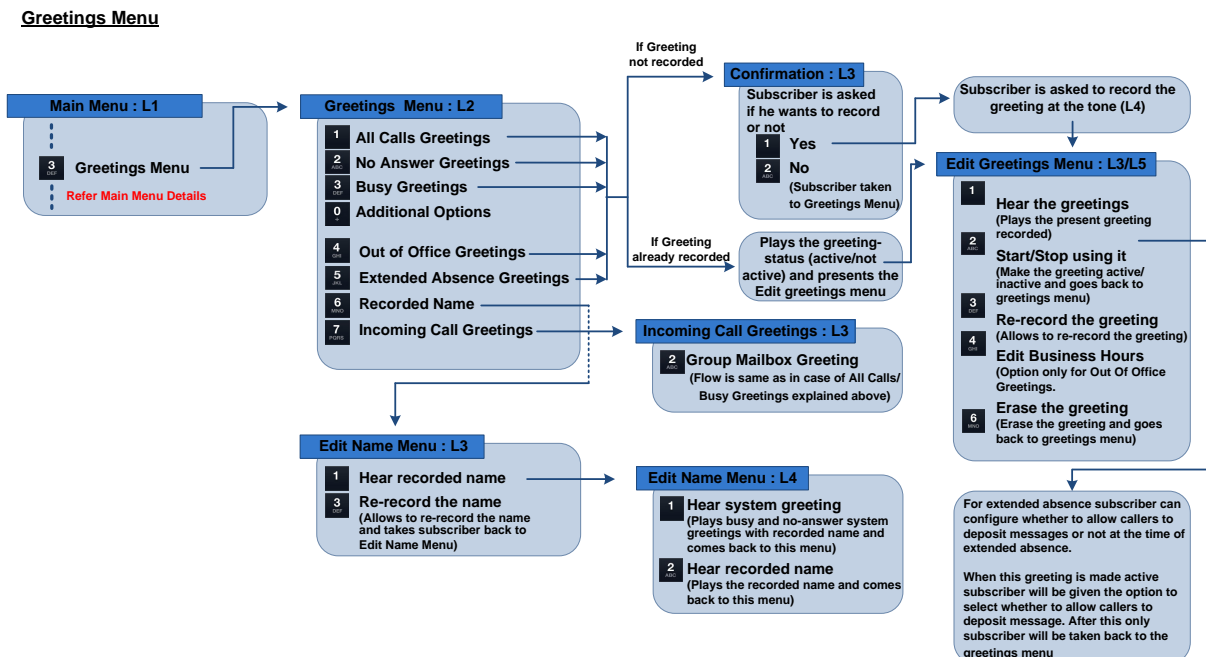 Greetings Menu
Main Menu : L1
3 DEF
Greetings Menu
Refer Main Menu Details
Greetings Menu : L2
1 All Calls Greetings
2 ABC No Answer Greetings
3 DEF Busy Greetings
0 + Additional Options
4 GHI Out of Office Greetings
5 JKL Extended Absence Greetings
6 MNO Recorded Name
7 PQRS Incoming Call Greetings
If Greeting
not recorded
If Greeting
already recorded
Confirmation : L3
Subscriber is asked
if he wants to record
or not
1 Yes
2 ABC No
(Subscriber taken
to Greetings Menu)
Plays the greeting-
status (active/not
active) and presents the
Edit greetings menu
Subscriber is asked to record the
greeting at the tone (L4)
Edit Greetings Menu : L3/L5
1
Hear the greetings
(Plays the present greeting
recorded)
2 ABC
Start/Stop using it
(Make the greeting active/
inactive and goes back to
greetings menu)
3 DEF
Re-record the greeting
(Allows to re-record the greeting)
4 GHI
Edit Business Hours
(Option only for Out Of Office
Greetings.
6 MNO
Erase the greeting
(Erase the greeting and goes
back to greetings menu)
Incoming Call Greetings : L3
2 ABC Group Mailbox Greeting
(Flow is same as in case of All Calls/
Busy Greetings explained above)
Edit Name Menu : L3
1 Hear recorded name
3 DEF Re-record the name
(Allows to re-record the name
and takes subscriber back to
Edit Name Menu)
Edit Name Menu : L4
1 Hear system greeting
(Plays busy and no-answer system
greetings with recorded name and
comes back to this menu)
2 ABC Hear recorded name
(Plays the recorded name and comes
back to this menu)
For extended absence subscriber can
configure whether to allow callers to
deposit messages or not at the time of
extended absence.
When this greeting is made active
subscriber will be given the option to
select whether to allow callers to
deposit message. After this only
subscriber will be taken back to the
greetings menu